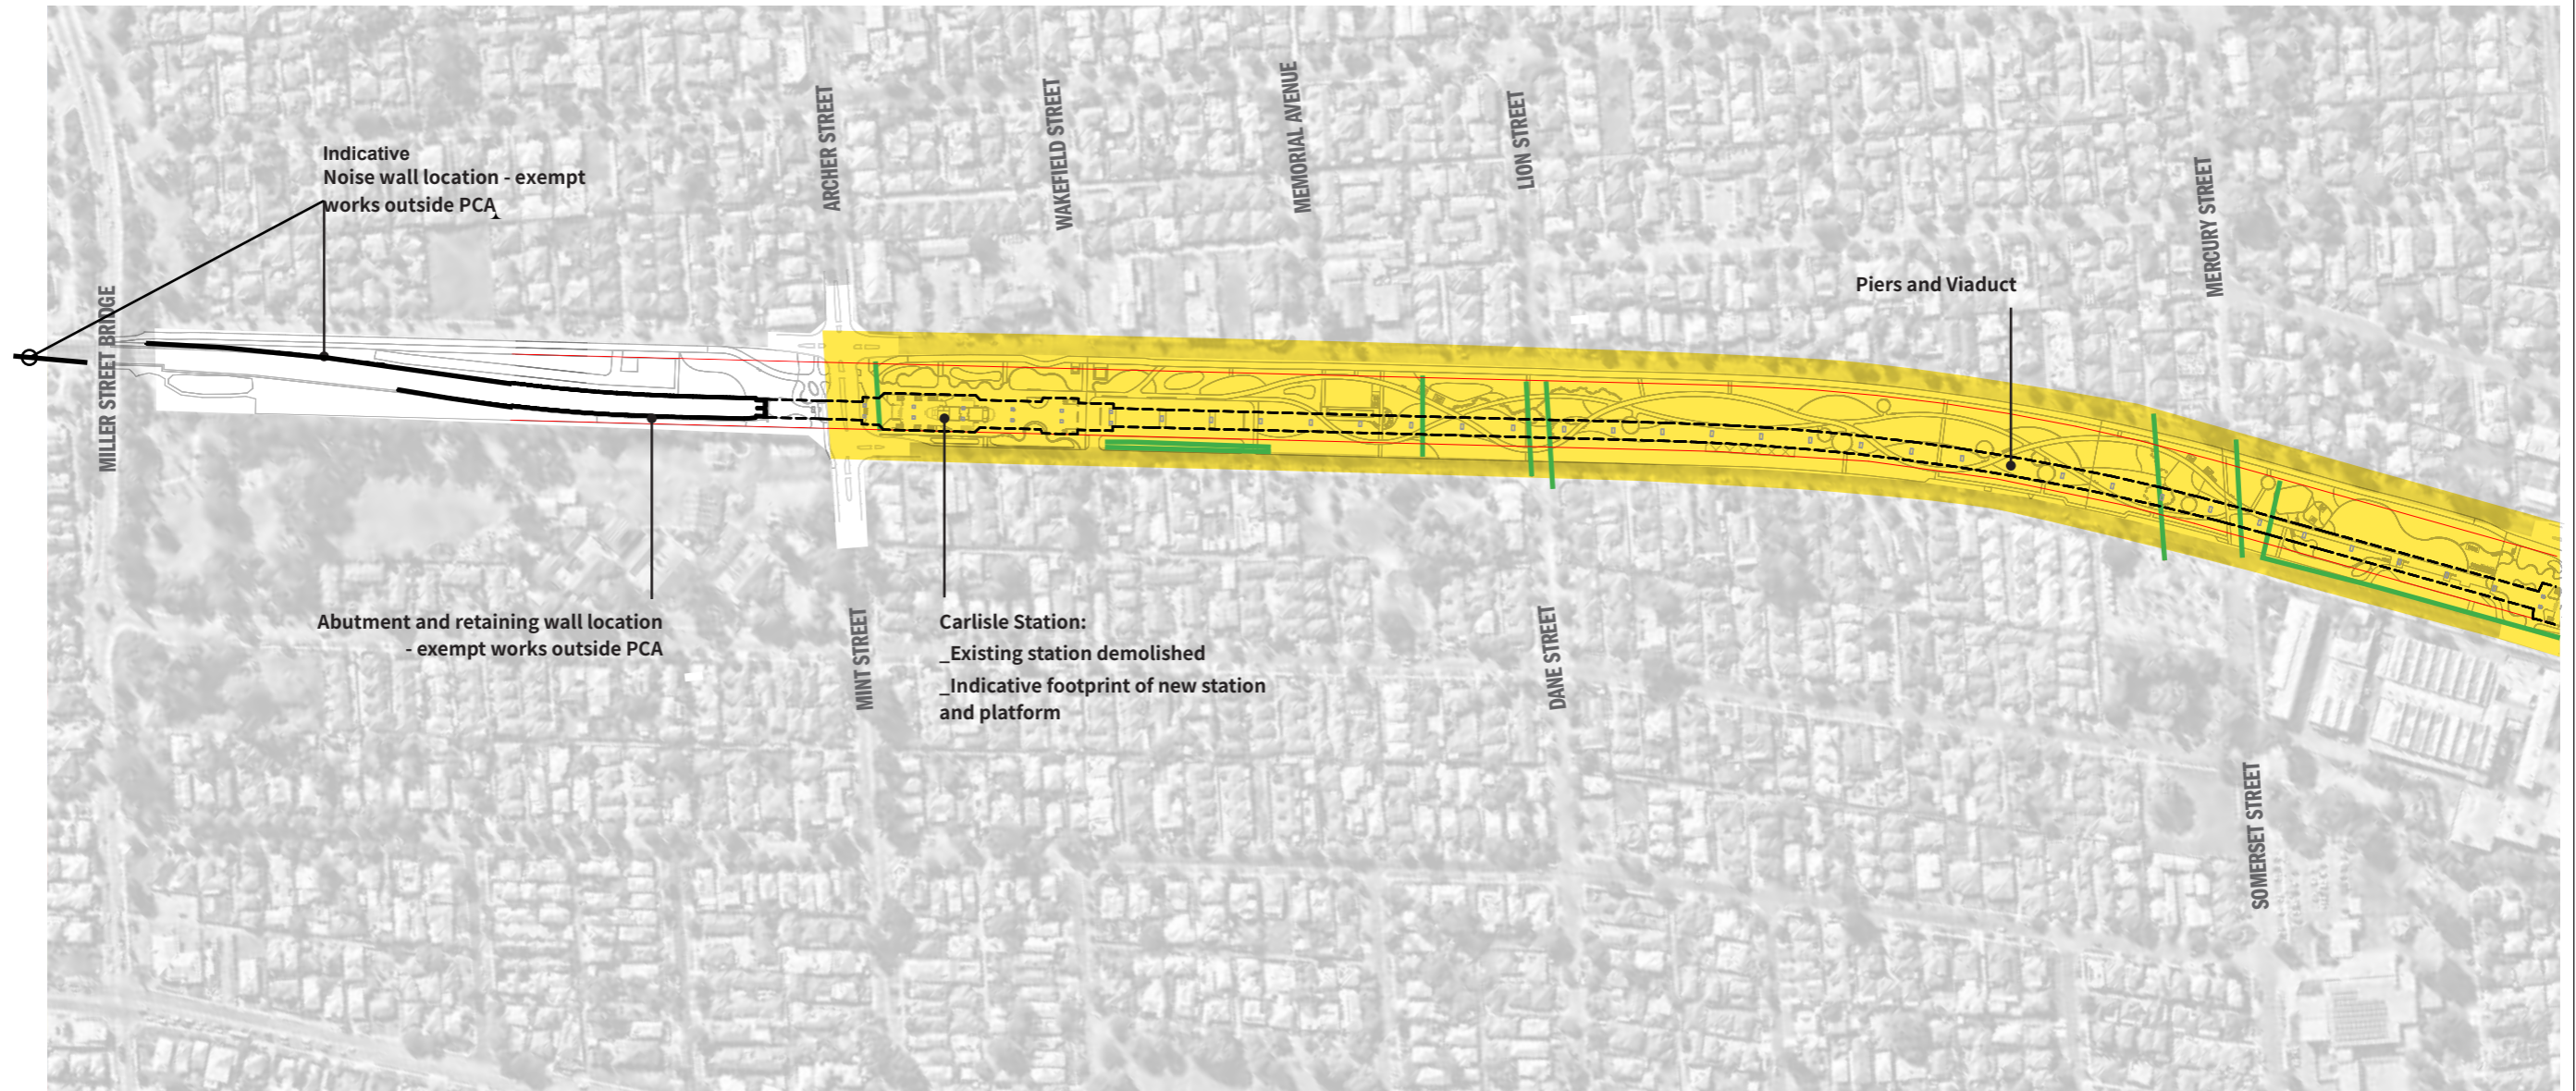 ARCHER STREET
WAKEFIELD STREET
MEMORIAL AVENUE
LION STREET
MERCURY STREET
Indicative
Noise wall location - exempt
works outside PCA
Piers and Viaduct
MILLER STREET BRIDGE
Abutment and retaining wall location
- exempt works outside PCA
MINT STREET
Carlisle Station:
_Existing station demolished
_Indicative footprint of new station
and platform
DANE STREET
SOMERSET STREET